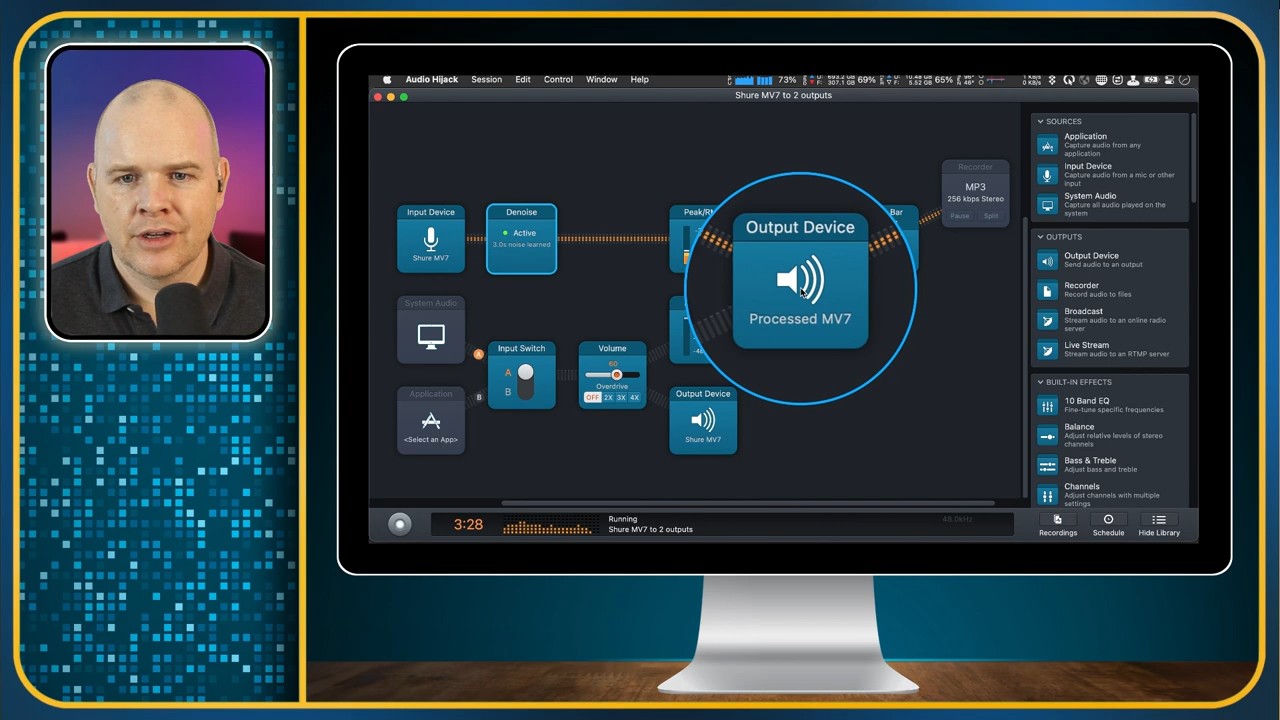 Audio Hijack Session Edit Control Window Help
73% 69% 65%
Shure MV7 to 2 outputs
Input Device
Shure MV7
Denoise
Active
3.0s noise learned
Output Device
Processed MV7
Bar
Recorder
MP3
256 kbps Stereo
Pause Split
System Audio
A
Input Switch
A
B
Volume
60
Overdrive
OFF 2X 3X 4X
Application
<Select an App>
B
Output Device
Shure MV7
SOURCES
Application
Capture audio from any
application
Input Device
Capture audio from a mic or other
input
System Audio
Capture all audio played on the
system
OUTPUTS
Output Device
Send audio to an output
Recorder
Record audio to files
Broadcast
Stream audio to an online radio
server
Live Stream
Stream audio to an RTMP server
BUILT-IN EFFECTS
10 Band EQ
Fine-tune specific frequencies
Balance
Adjust relative levels of stereo
channels
Bass & Treble
Adjust bass and treble
Channels
Adjust channels with multiple
settings
3:28
Running
Shure MV7 to 2 outputs
48.0kHz
Recordings
Schedule
Hide Library